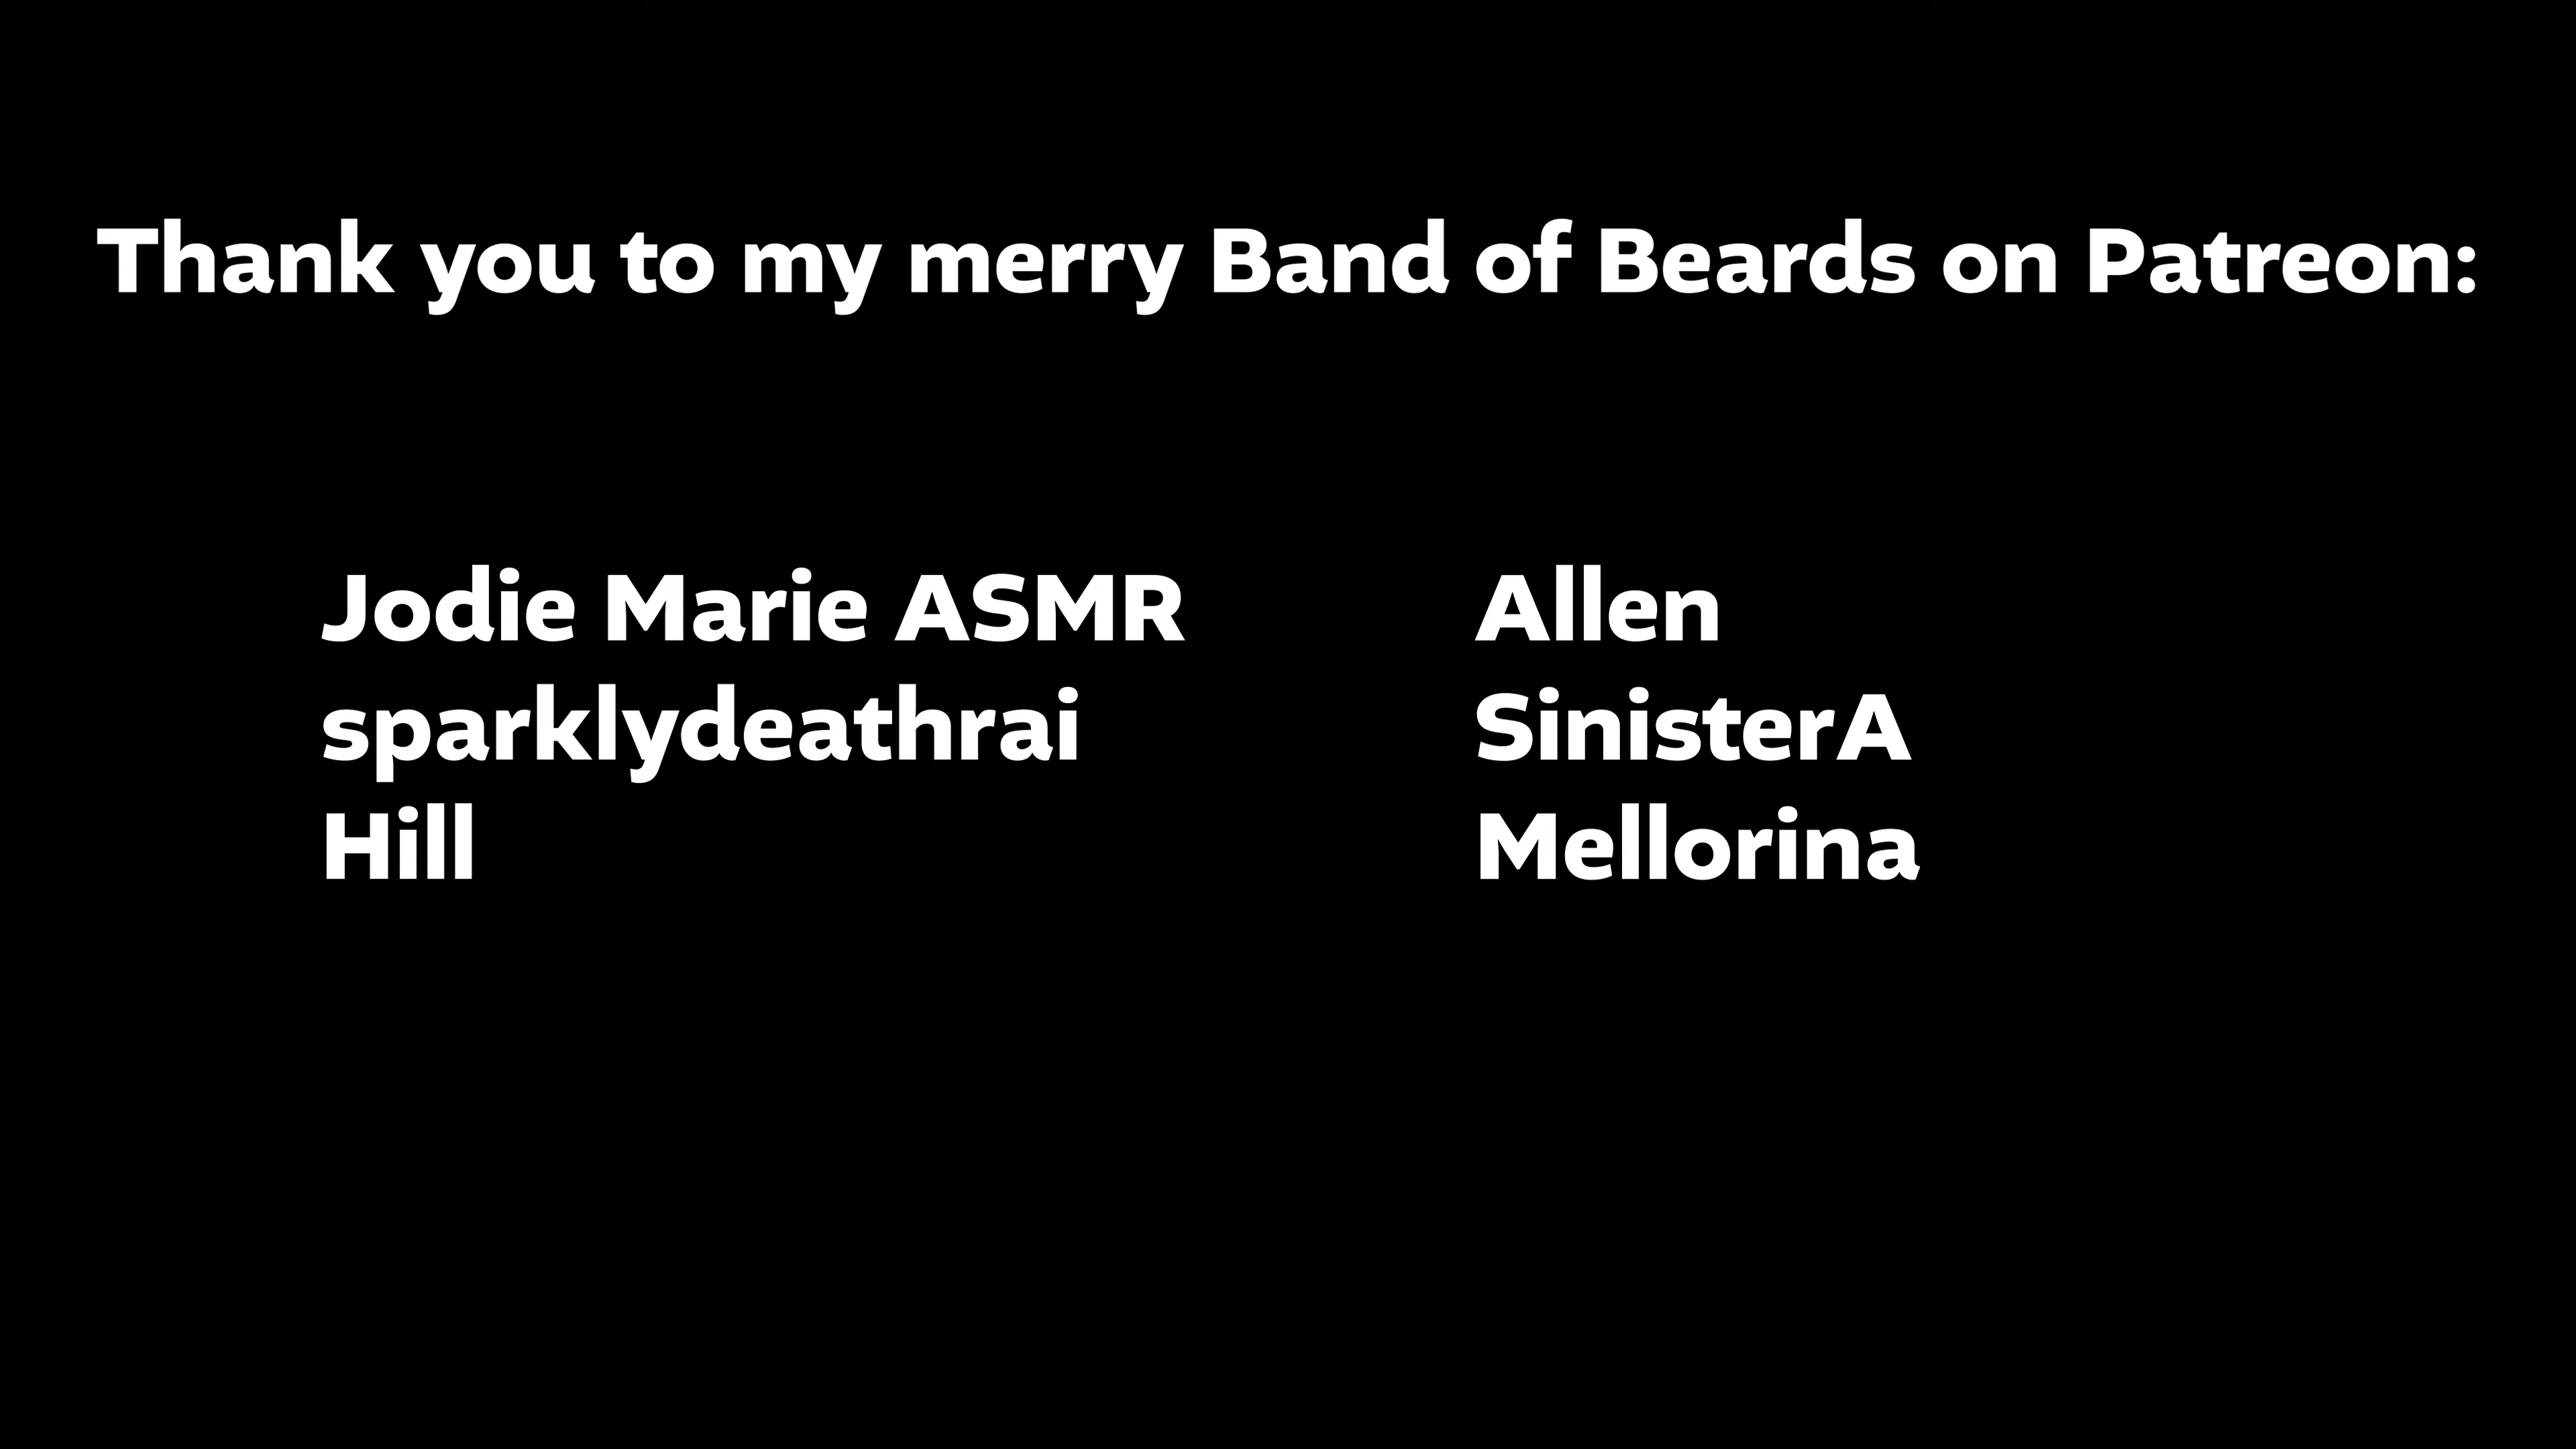 Thank you to my merry Band of Beards on Patreon:
Jodie Marie ASMR
sparklydeathrai
Hill
Allen
SinisterA
Mellorina